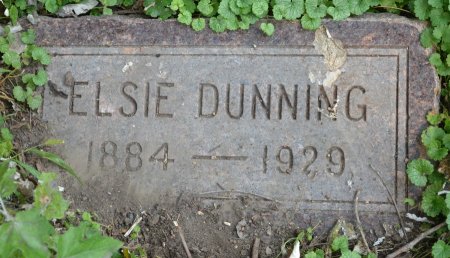 ELSIE DUNNING
1884 — 1929